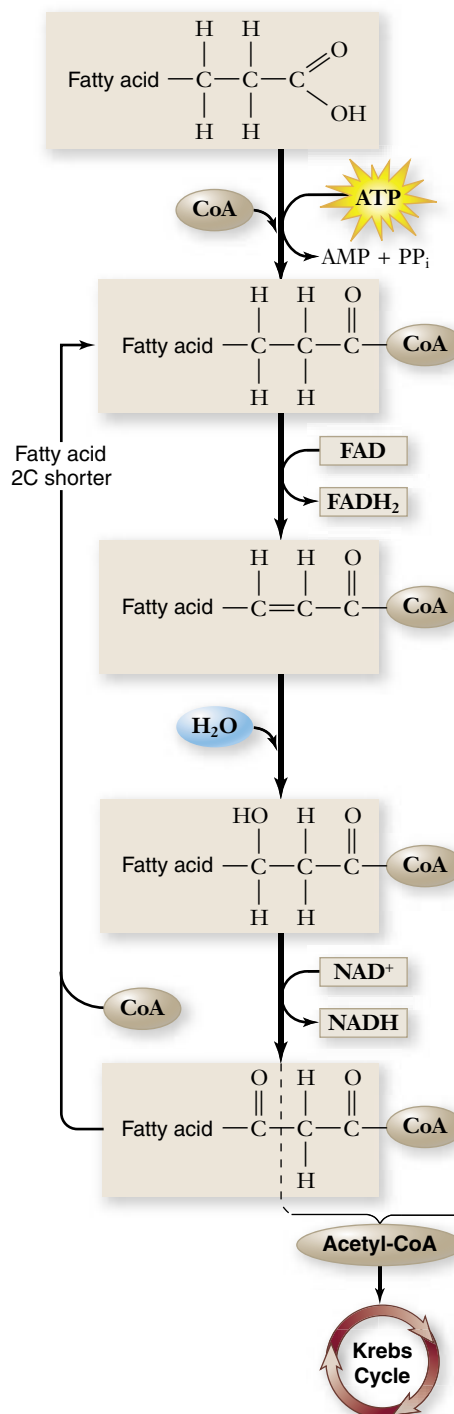 H H
O
Fatty acid —C—C—C
OH
H H
CoA
ATP
AMP + PPi
H H O
Fatty acid —C—C—C— CoA
H H
Fatty acid
2C shorter
FAD
FADH₂
H H O
Fatty acid —C=C—C— CoA
H₂O
HO H O
Fatty acid —C—C—C— CoA
H H
NAD⁺
CoA
NADH
O H O
Fatty acid —C—C—C— CoA
H
Acetyl-CoA
Krebs
Cycle